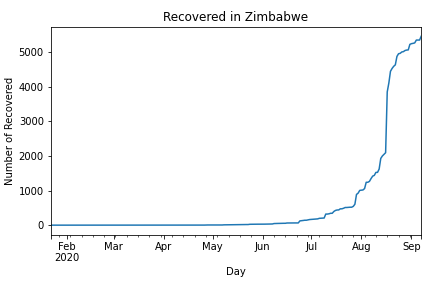 Recovered in Zimbabwe
Number of Recovered
5000
4000
3000
2000
1000
0
Feb Mar Apr May Jun Jul Aug Sep
2020
Day